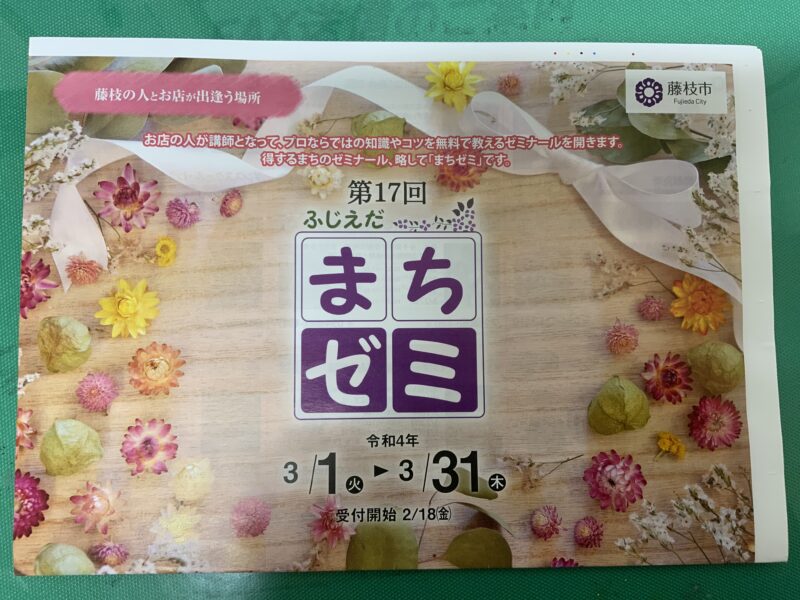 藤枝の人とお店が出逢う場所
藤枝市
Fujieda City
お店の人が講師となって、プロならではの知識やコツを無料で教えるゼミナールを開きます。
得するまちのゼミナール、略して「まちゼミ」です。
第17回
ふじえだ
まち
ゼミ
令和4年
3/1火▶3/31木
受付開始 2/18㊎